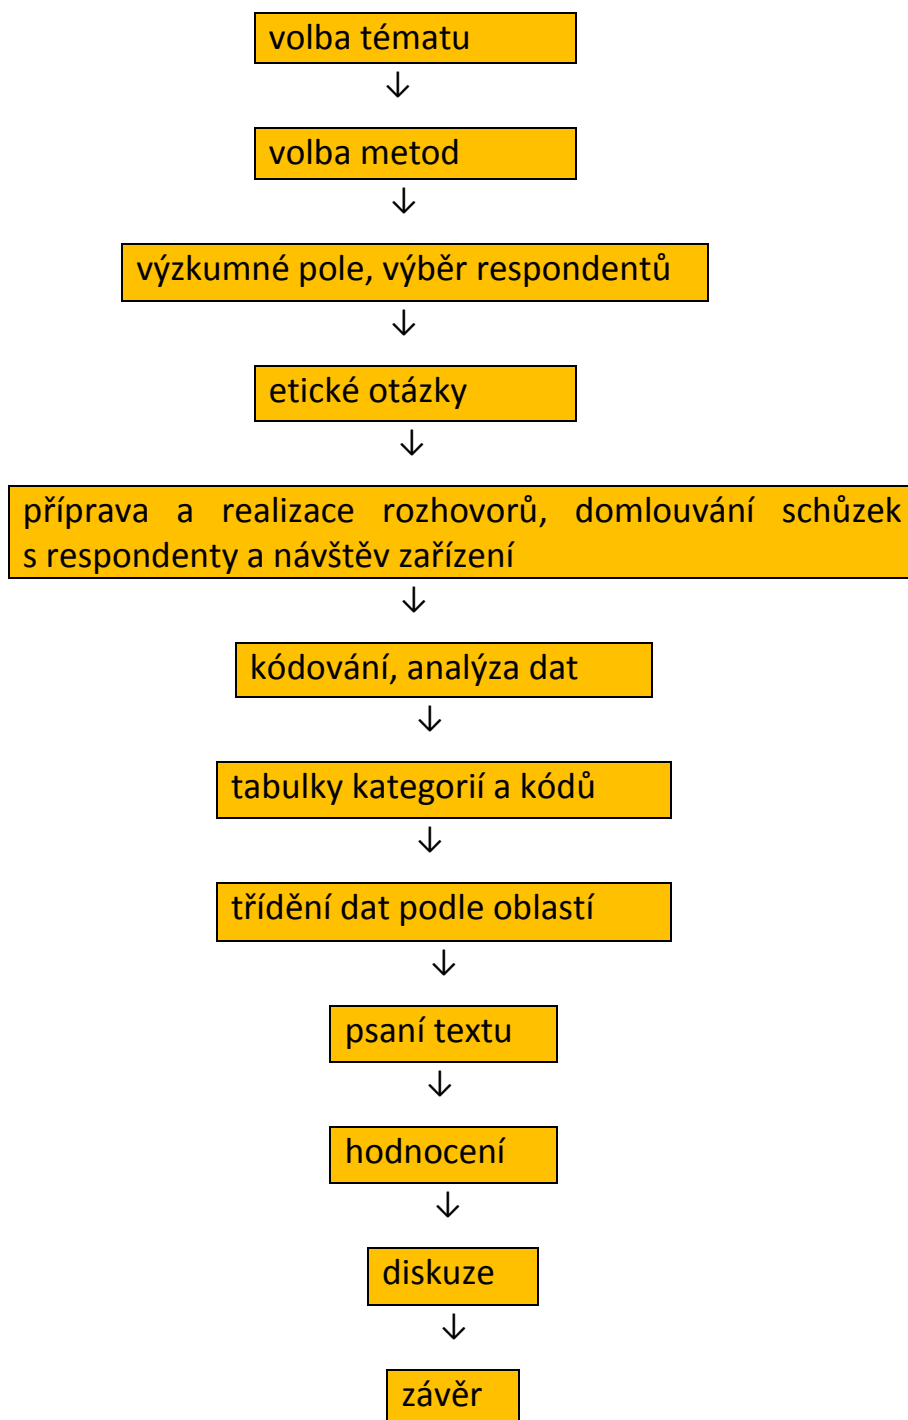 volba tématu
↓
volba metod
↓
výzkumné pole, výběr respondentů
↓
etické otázky
↓
příprava a realizace rozhovorů, domlouvání schůzek
s respondenty a návštěv zařízení
↓
kódování, analýza dat
↓
tabulky kategorií a kódů
↓
třídění dat podle oblastí
↓
psaní textu
↓
hodnocení
↓
diskuze
↓
závěr